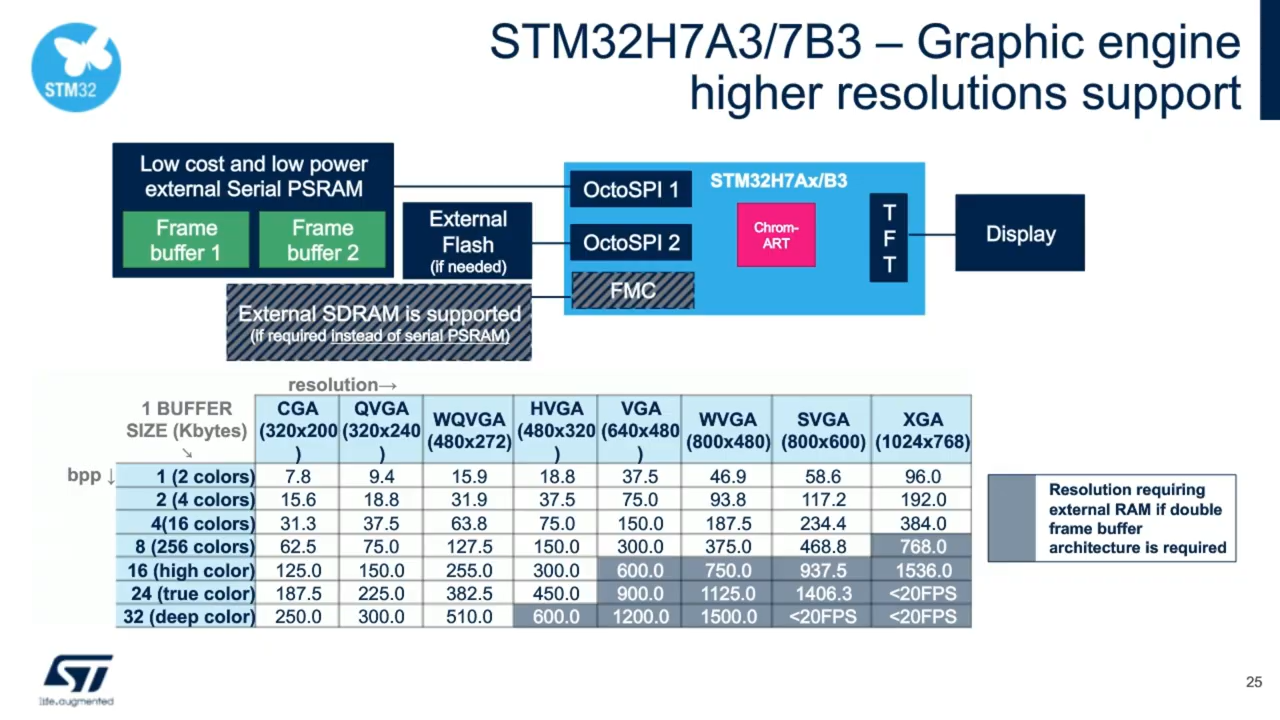 STM32
STM32H7A3/7B3 – Graphic engine
higher resolutions support
Low cost and low power
external Serial PSRAM
Frame
buffer 1
Frame
buffer 2
External
Flash
(if needed)
External SDRAM is supported
(if required instead of serial PSRAM)
OctoSPI 1
OctoSPI 2
FMC
STM32H7Ax/B3
Chrom-
ART
T
F
T
Display
resolution→
1 BUFFER
SIZE (Kbytes)
↘
bpp ↓
CGA
(320x200
)
QVGA
(320x240
)
WQVGA
(480x272)
HVGA
(480x320
)
VGA
(640x480
)
WVGA
(800x480)
SVGA
(800x600)
XGA
(1024x768)
1 (2 colors) 7.8 9.4 15.9 18.8 37.5 46.9 58.6 96.0
2 (4 colors) 15.6 18.8 31.9 37.5 75.0 93.8 117.2 192.0
4(16 colors) 31.3 37.5 63.8 75.0 150.0 187.5 234.4 384.0
8 (256 colors) 62.5 75.0 127.5 150.0 300.0 375.0 468.8 768.0
16 (high color) 125.0 150.0 255.0 300.0 600.0 750.0 937.5 1536.0
24 (true color) 187.5 225.0 382.5 450.0 900.0 1125.0 1406.3 <20FPS
32 (deep color) 250.0 300.0 510.0 600.0 1200.0 1500.0 <20FPS <20FPS
Resolution requiring
external RAM if double
frame buffer
architecture is required
ST
life.augmented
25